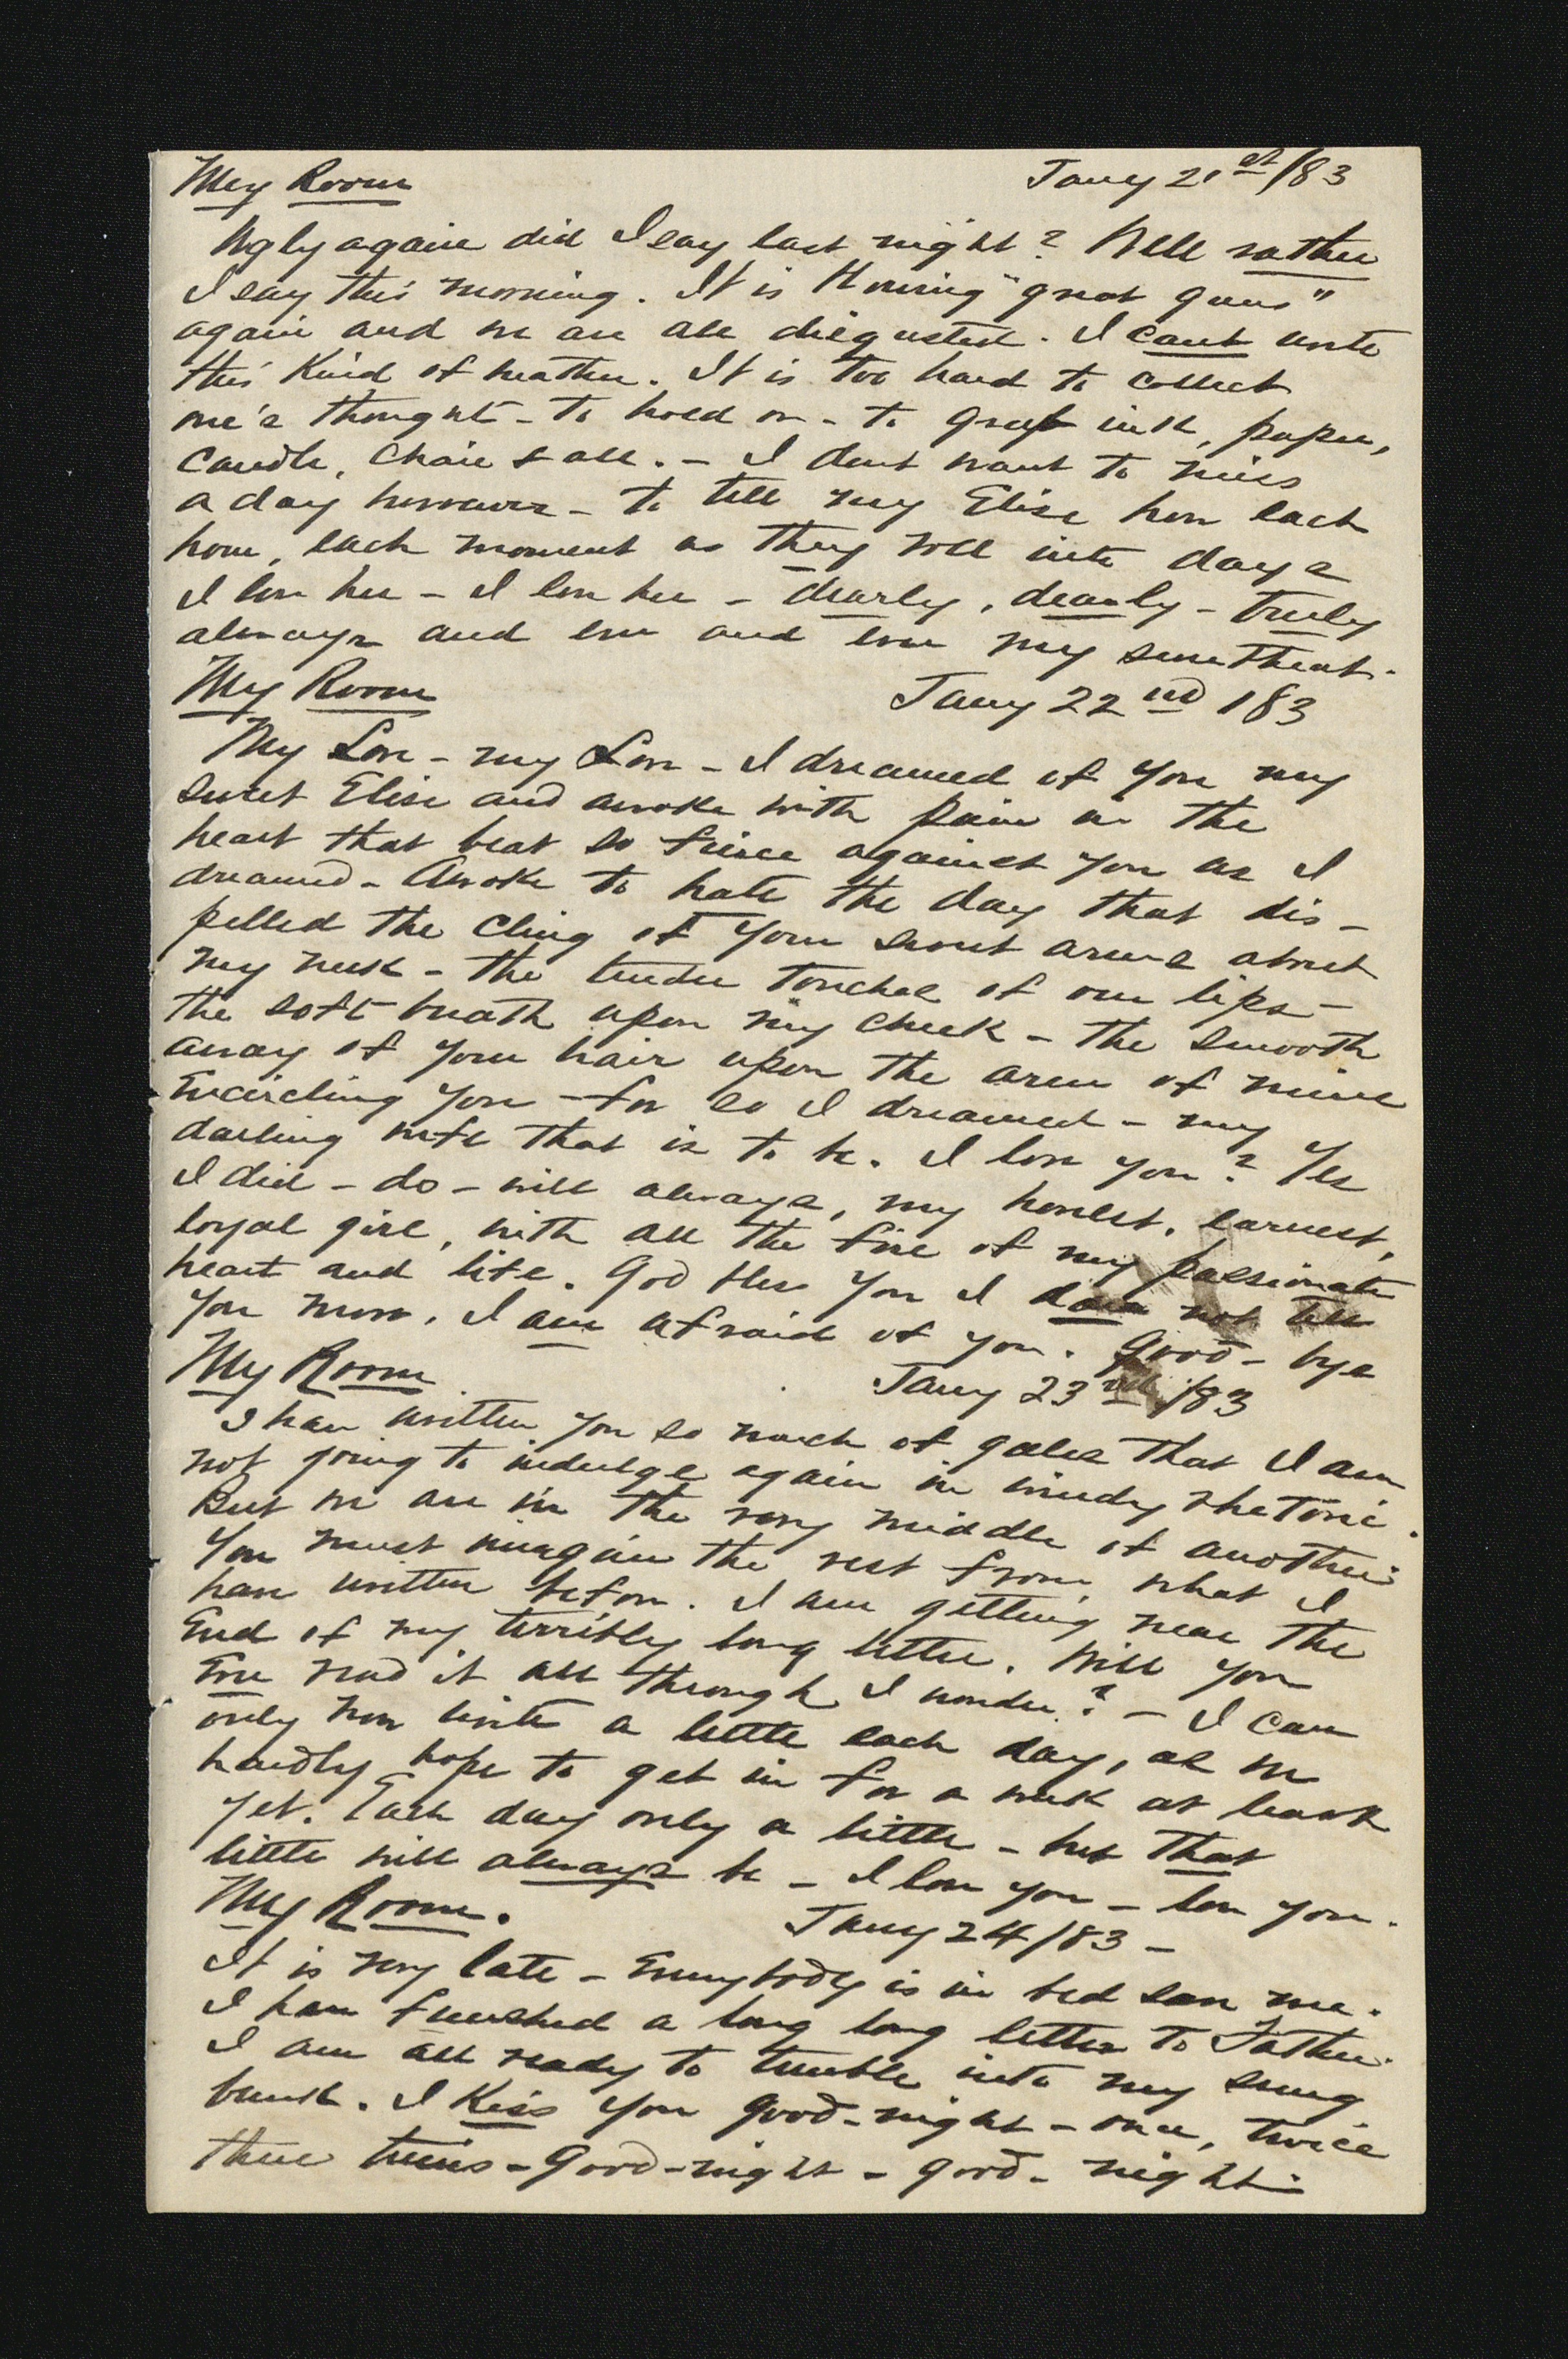 My Room Jany 21st/83
Ugly again did I say last night? Well rather
I say this morning. It is blowing "great guns"
again and we are all disgusted. I cant write
this kind of weather. It is too hard to collect
one's thought - to hold on - to grasp ink, paper,
candle, chair & all. - I dont want to miss
a day however - to tell my Elise how each
hour, each moment as they roll into days
I love her - I love her - dearly, dearly - truly
always and ever and ever my sweetheart.
My Room Jany 22nd /83
My Love - my Love - I dreamed of you my
sweet Elise and awoke with pain in the
heart that beat so fierce against you as I
dreamed - Awoke to hate the day that dis-
pelled the cling of your sweet arms about
my neck - the tender touches of our lips -
the soft breath upon my cheek - the smooth
array of your hair upon the arm of mine
encircling you - for so I dreamed - my
darling wife that is to be. I love you? Yes
I did - do - will always, my honest, earnest,
loyal girl, with all the fire of my passionate
heart and life. God bless you I dare not tell
you more. I am afraid of you. Good-bye
My Room Jany 23rd /83
I have written you so much of gales that I am
not going to indulge again in windy rhetoric.
But we are in the very middle of another.
You must imagine the rest from what I
have written before. I am getting near the
end of my terribly long letter. Will you
ever read it all through I wonder? - I can
only now write a little each day, as we
hardly hope to get in for a week at least
yet. Each day only a little - but that
little will always be - I love you - love you.
My Room. Jany 24/83 -
It is very late - Everybody is in bed save me.
I have finished a long long letter to Father.
I am all ready to tumble into my snug
bunk. I kiss you good-night - once, twice
three times - Good-night - good-night.